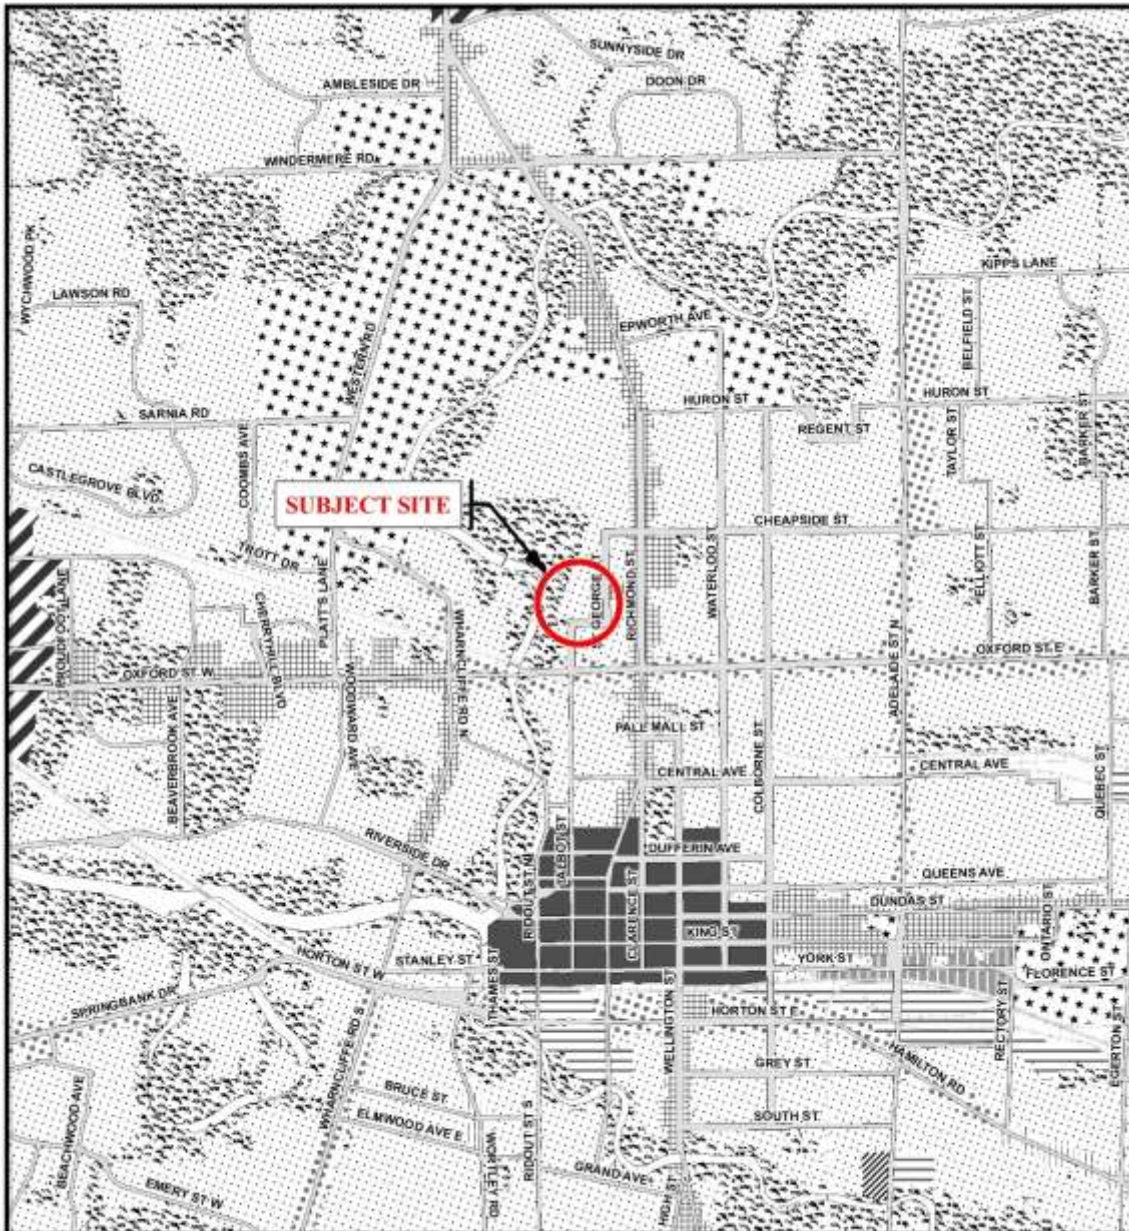 SUNNYSIDE DR
DOON DR
AMBLESIDE DR
WINDERMERE RD
WYCHWOOD PK
KIPPS LANE
LAWSON RD
BELFIELD ST
EPWORTH AVE
WESTERN RD
HURON ST
HURON ST
SARNIA RD
REGENT ST
BARKER ST
TAYLOR ST
COOMBS AVE
CASTLEGROVE BLVD
SUBJECT SITE
CHEAPSIDE ST
TROTT DR
ELLIOTT ST
BARKER ST
PLATT'S LANE
GEORGE ST
RICHMOND ST
WATERLOO ST
PROUDFOOT LANE
CHERRYHILL BLVD
WHARNCLIFFE RD N
ADELAIDE ST N
OXFORD ST E
OXFORD ST W
WOODWARD AVE
BEAVERBROOK AVE
PALL MALL ST
COLBORNE ST
CENTRAL AVE
CENTRAL AVE
QUEBEC ST
RIVERSIDE DR
TALBOT ST
DUFFERIN AVE
QUEENS AVE
RIDOUT ST N
CLARENCE ST
DUNDAS ST
KING ST
ONTARIO ST
HORTON ST W
STANLEY ST
YORK ST
FLORENCE ST
SPRINGBANK DR
THAMES ST
WELLINGTON ST
HORTON ST E
RECTORY ST
EGERTON ST
WHARNCLIFFE RD S
GREY ST
HAMILTON RD
BEACHWOOD AVE
BRUCE ST
SOUTH ST
ELMWOOD AVE E
WORTLEY RD
RIDOUT ST S
GRAND AVE
HIGH ST
EMERY ST W